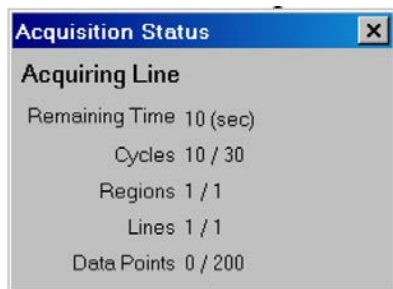 Acquisition Status
Acquiring Line
Remaining Time 10 (sec)
Cycles 10 / 30
Regions 1 / 1
Lines 1 / 1
Data Points 0 / 200